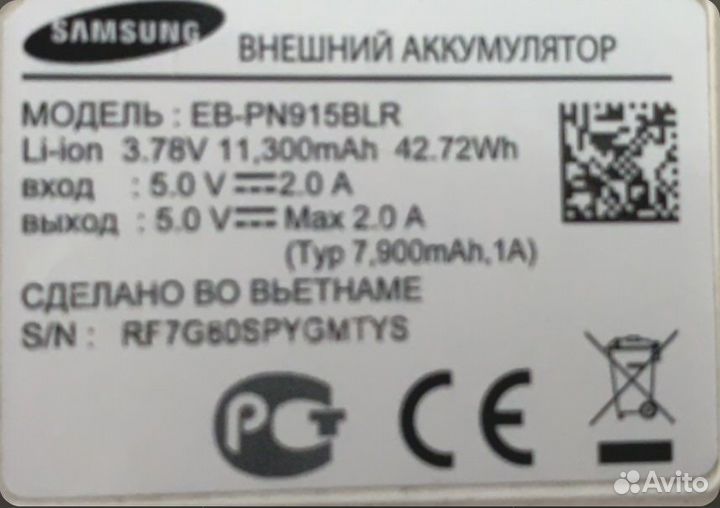 SAMSUNG
ВНЕШНИЙ АККУМУЛЯТОР
МОДЕЛЬ : EB-PN915BLR
Li-ion 3.78V 11,300mAh 42.72Wh
вход : 5.0 V⎓2.0 A
выход : 5.0 V⎓ Max 2.0 A
(Typ 7,900mAh,1A)
СДЕЛАНО ВО ВЬЕТНАМЕ
S/N : RF7G60SPYGMTYS
РСТ CE
Avito